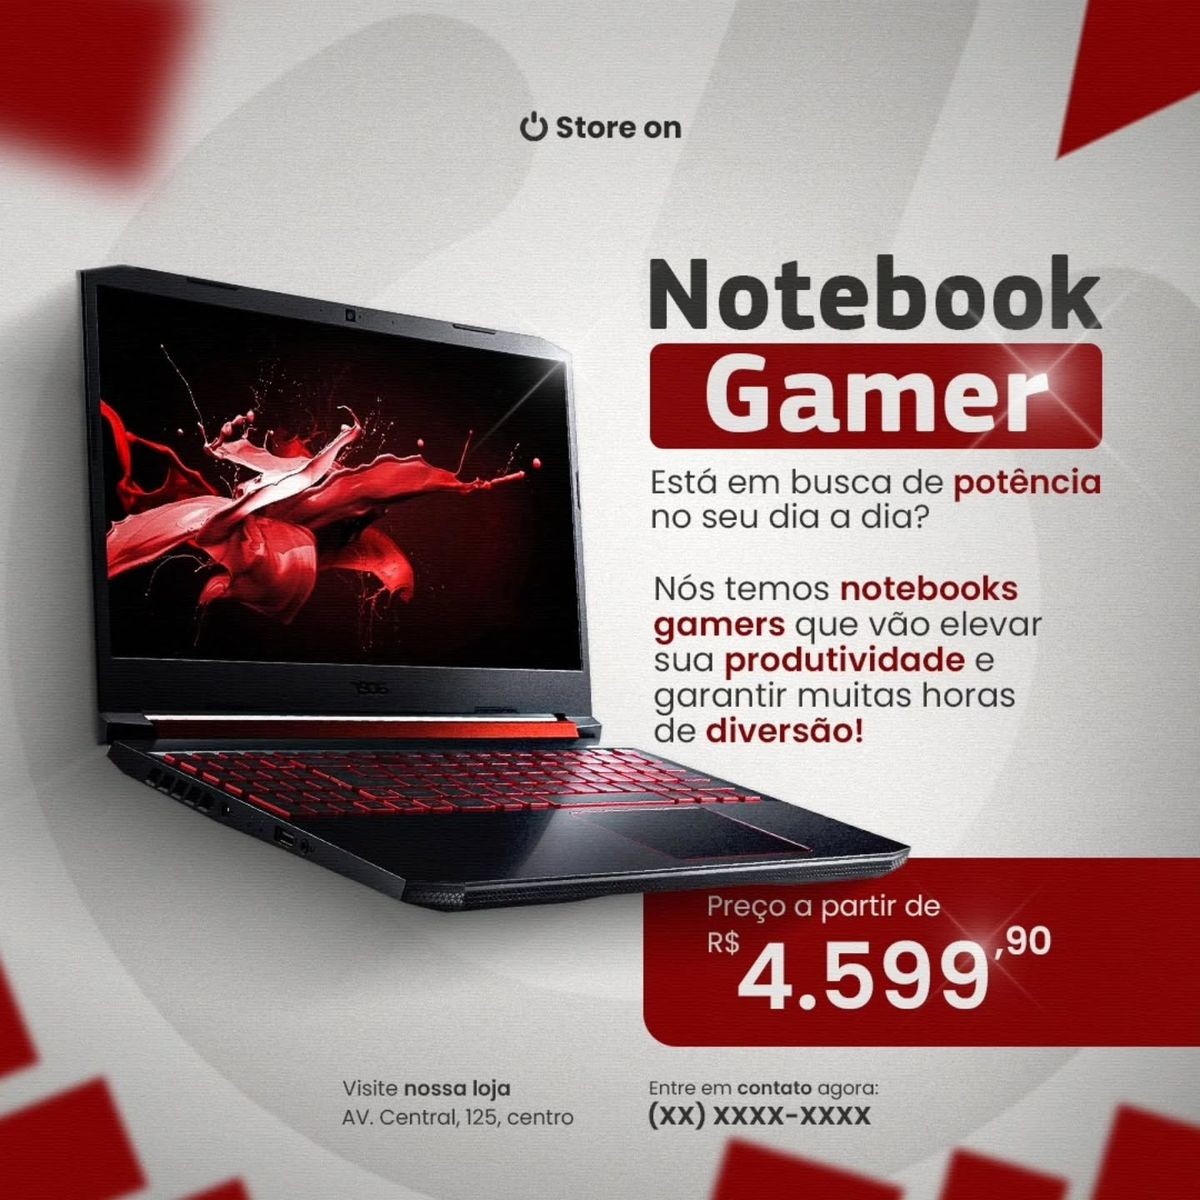 Store on
Notebook
Gamer
Está em busca de potência
no seu dia a dia?
Nós temos notebooks
gamers que vão elevar
sua produtividade e
garantir muitas horas
de diversão!
Preço a partir de
R$ 4.599,90
Visite nossa loja
AV. Central, 125, centro
Entre em contato agora:
(XX) XXXX-XXXX